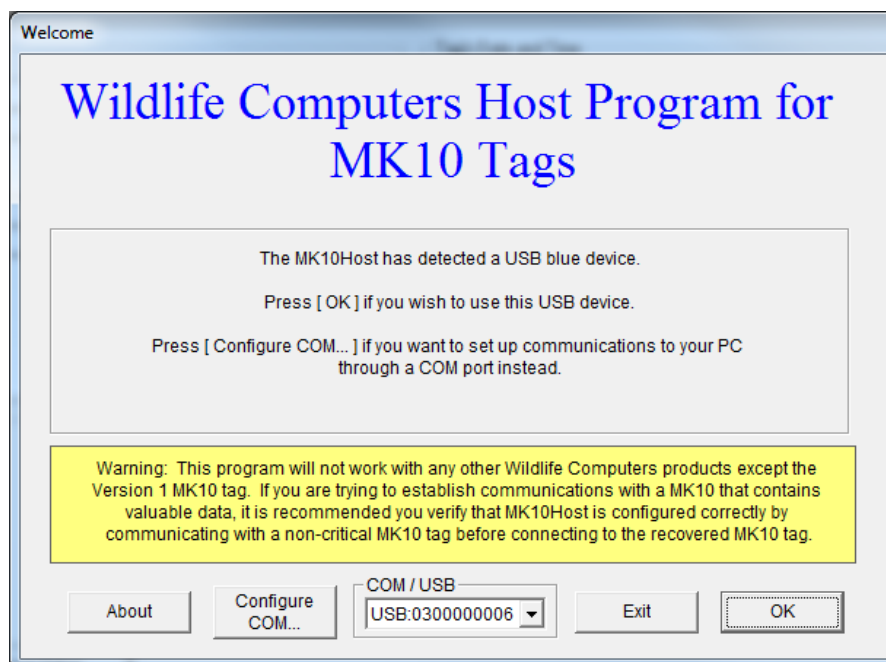 Welcome
Wildlife Computers Host Program for
MK10 Tags
The MK10Host has detected a USB blue device.
Press [ OK ] if you wish to use this USB device.
Press [ Configure COM... ] if you want to set up communications to your PC
through a COM port instead.
Warning:  This program will not work with any other Wildlife Computers products except the
Version 1 MK10 tag.  If you are trying to establish communications with a MK10 that contains
valuable data, it is recommended you verify that MK10Host is configured correctly by
communicating with a non-critical MK10 tag before connecting to the recovered MK10 tag.
About
Configure
COM...
COM / USB
USB:0300000006
Exit
OK